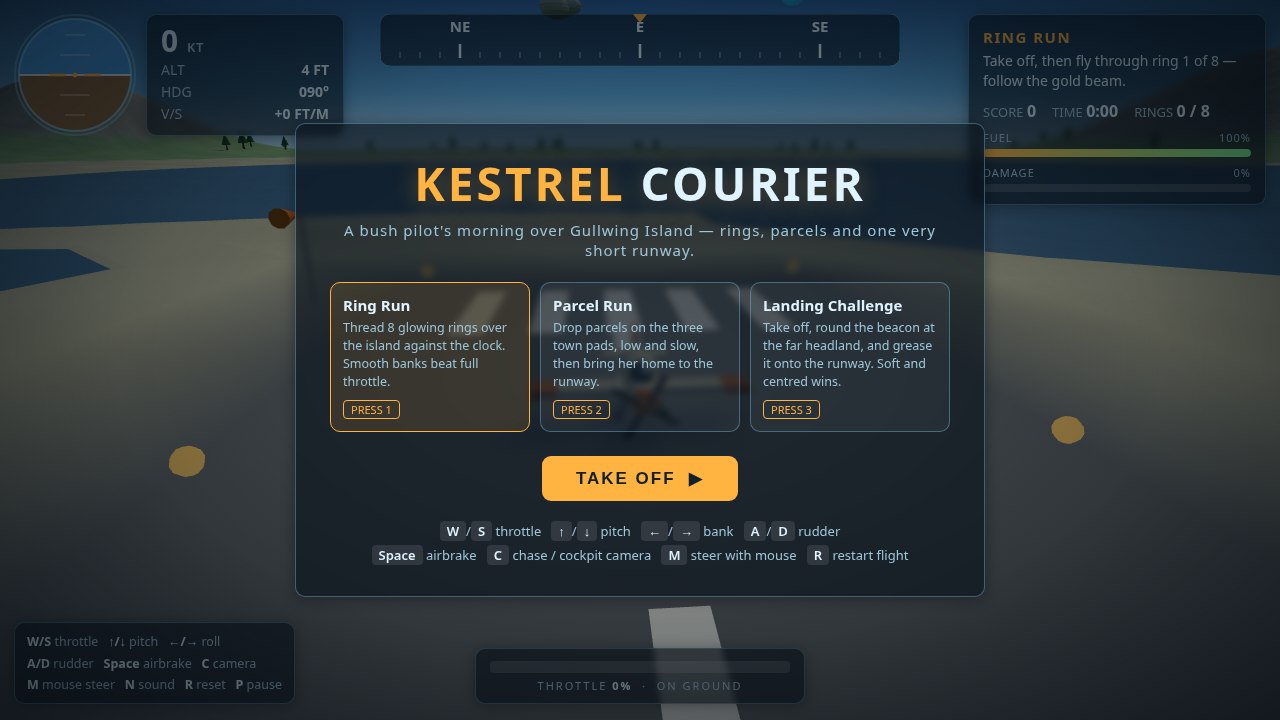 0 KT
ALT 4 FT
HDG 090°
V/S +0 FT/M
NE E SE
RING RUN
Take off, then fly through ring 1 of 8 —
follow the gold beam.
SCORE 0 TIME 0:00 RINGS 0 / 8
FUEL 100%
DAMAGE 0%
KESTREL COURIER
A bush pilot's morning over Gullwing Island — rings, parcels and one very
short runway.
Ring Run
Thread 8 glowing rings over
the island against the clock.
Smooth banks beat full
throttle.
PRESS 1
Parcel Run
Drop parcels on the three
town pads, low and slow,
then bring her home to the
runway.
PRESS 2
Landing Challenge
Take off, round the beacon at
the far headland, and grease
it onto the runway. Soft and
centred wins.
PRESS 3
TAKE OFF ▶
W / S throttle ↑ / ↓ pitch ← / → bank A / D rudder
Space airbrake C chase / cockpit camera M steer with mouse R restart flight
W/S throttle ↑/↓ pitch ←/→ roll
A/D rudder Space airbrake C camera
M mouse steer N sound R reset P pause
THROTTLE 0% · ON GROUND